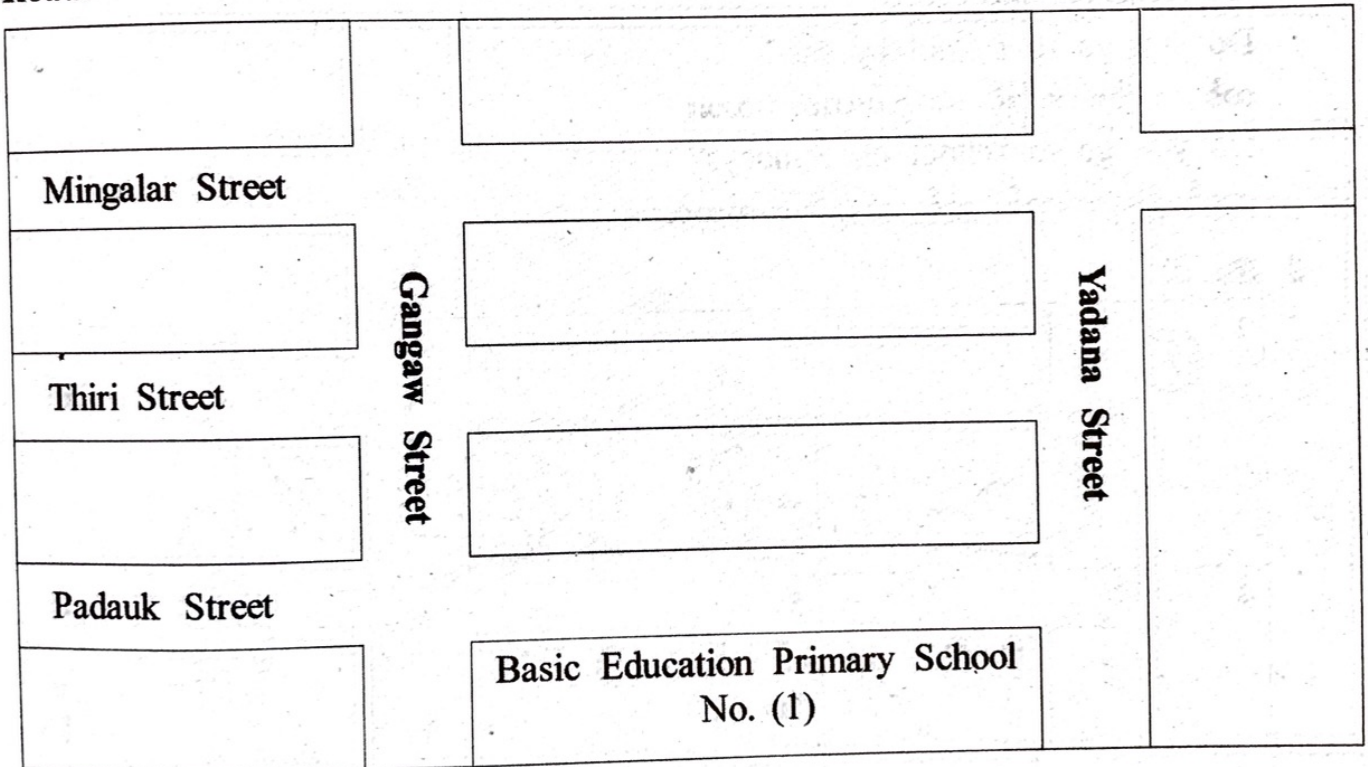 Mingalar Street
Gangaw Street
Yadana Street
Thiri Street
Padauk Street
Basic Education Primary School
No. (1)